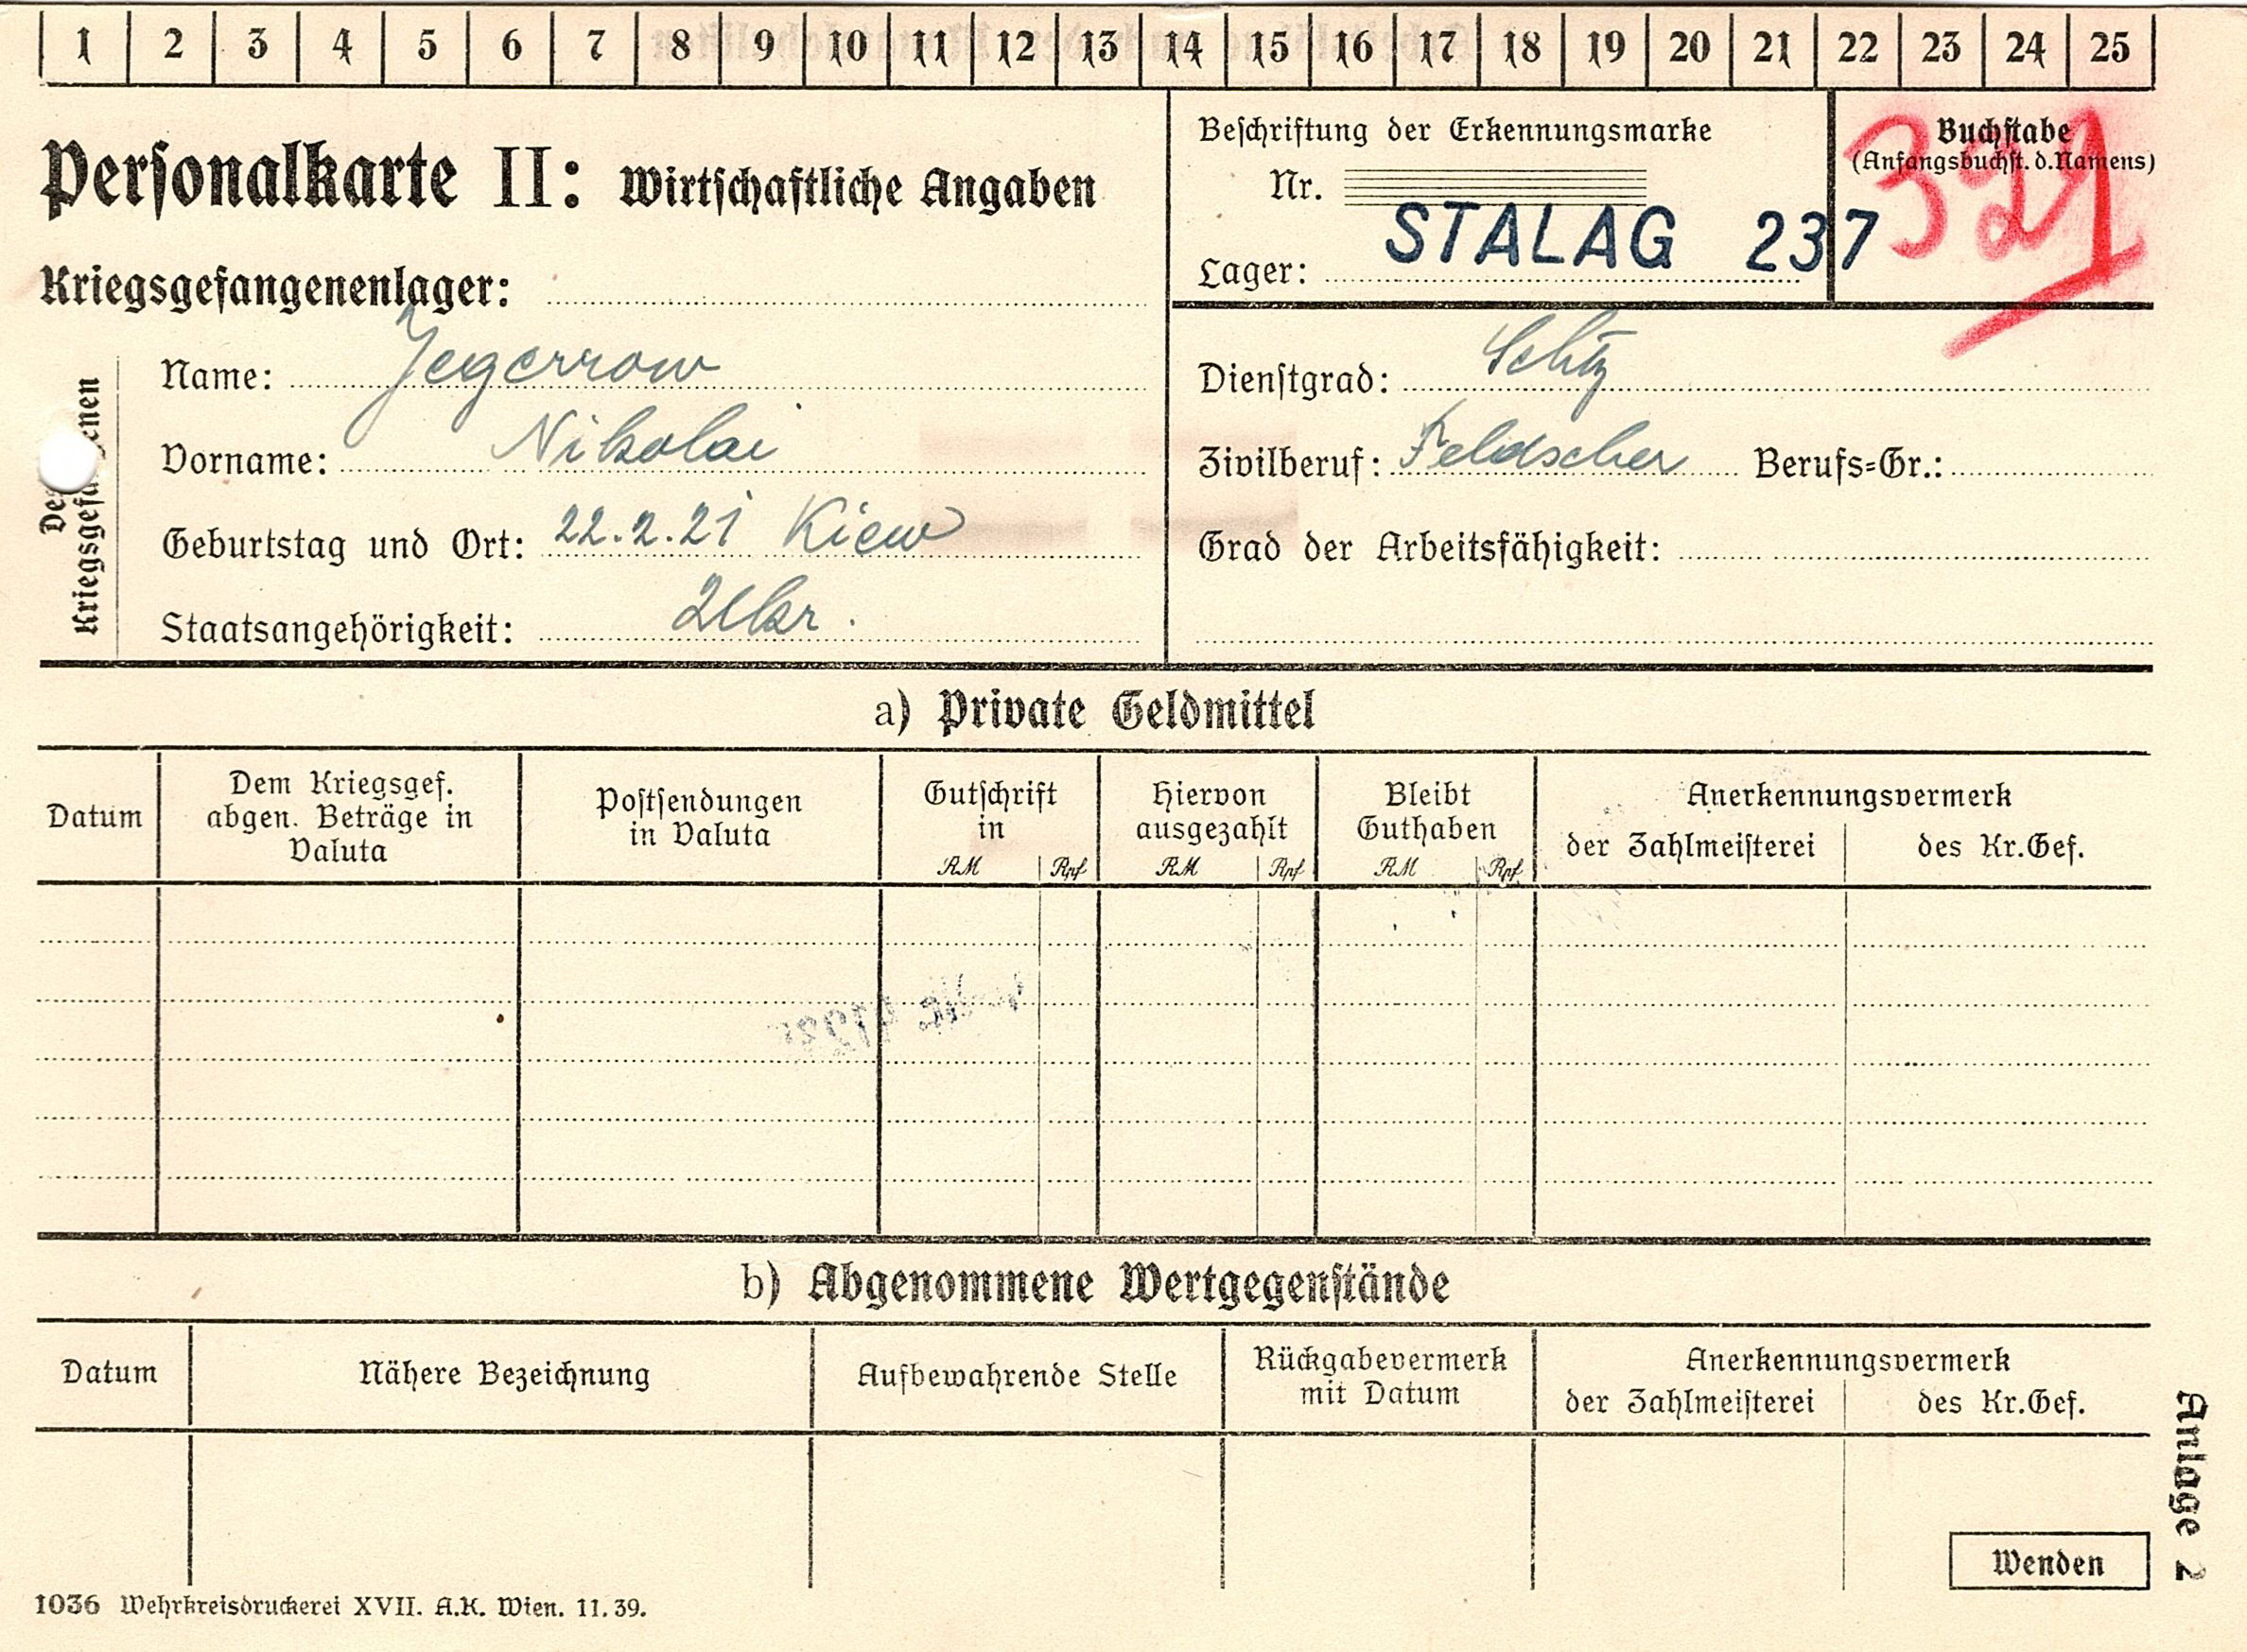 1 2 3 4 5 6 7 8 9 10 11 12 13 14 15 16 17 18 19 20 21 22 23 24 25
Personalkarte II: Wirtschaftliche Angaben
Kriegsgefangenenlager:
Beschriftung der Erkennungsmarke
Nr.
Lager: STALAG 237
Buchstabe
(Anfangsbuchst. d. Namens)
321
Des Kriegsgefangenen
Name: Jegerrow
Vorname: Nikolai
Geburtstag und Ort: 22.2.21 Kiew
Staatsangehörigkeit: Ukr.
Dienstgrad: Schtz
Zivilberuf: Feldscher Berufs=Gr.:
Grad der Arbeitsfähigkeit:
a) Private Geldmittel
Datum
Dem Kriegsgef.
abgen. Beträge in
Valuta
Postsendungen
in Valuta
Gutschrift
in
RM Rpf
Hiervon
ausgezahlt
RM Rpf
Bleibt
Guthaben
RM Rpf
Anerkennungsvermerk
der Zahlmeisterei des Kr.Gef.
b) Abgenommene Wertgegenstände
Datum
Nähere Bezeichnung
Aufbewahrende Stelle
Rückgabevermerk
mit Datum
Anerkennungsvermerk
der Zahlmeisterei des Kr.Gef.
Wenden
Anlage 2
1036 Wehrkreisdruckerei XVII. A.K. Wien. 11.39.